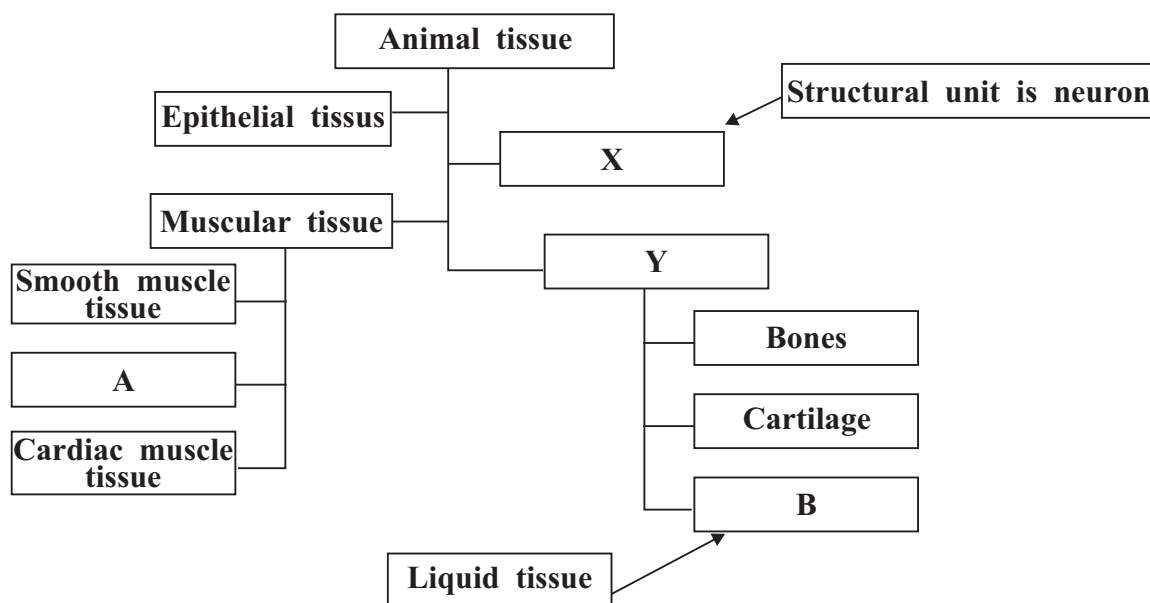 Animal tissue
Structural unit is neuron
Epithelial tissus
X
Muscular tissue
Y
Smooth muscle
tissue
Bones
A
Cartilage
Cardiac muscle
tissue
B
Liquid tissue